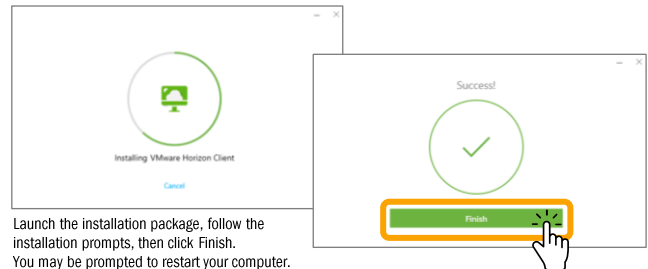 Installing VMware Horizon Client
Cancel
Success!
Finish
Launch the installation package, follow the
installation prompts, then click Finish.
You may be prompted to restart your computer.